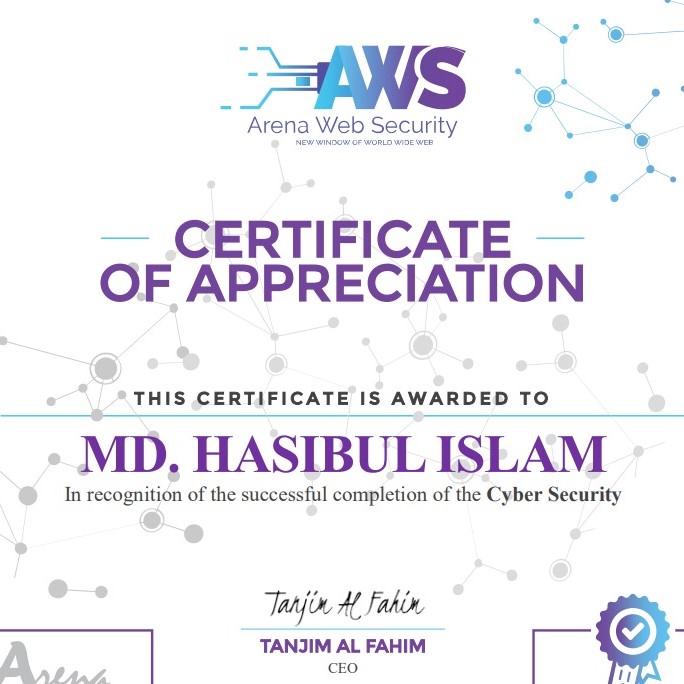 AWS
Arena Web Security
NEW WINDOW OF WORLD WIDE WEB
CERTIFICATE
OF APPRECIATION
THIS CERTIFICATE IS AWARDED TO
MD. HASIBUL ISLAM
In recognition of the successful completion of the Cyber Security
Tanjim Al Fahim
TANJIM AL FAHIM
CEO
Arena